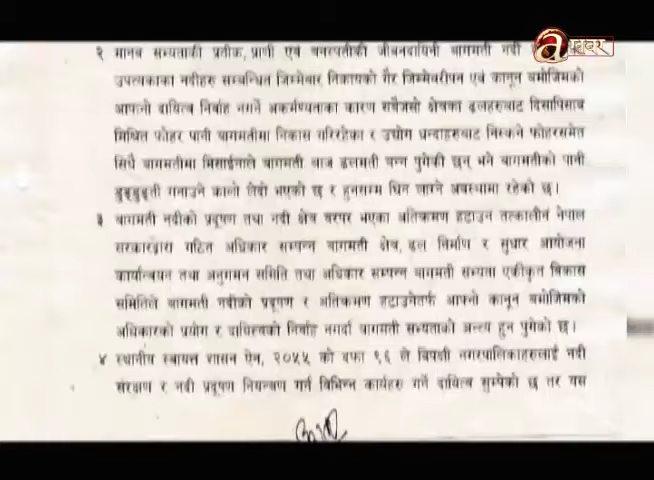 खबर
२ मानव सभ्यताकी प्रतीक, प्राणी एवं वनस्पतीकी जीवनदायिनी बागमती नदी
उपत्यकाका नदीहरु सम्बन्धित जिम्मेवार निकायको गैर जिम्मेवरीपन एवं कानून बमोजिमको
आफ्नो दायित्व निर्वाह नगर्ने अकर्मण्यताका कारण सबैजसो क्षेत्रका ढलहरुबाट दिसापिसाब
मिश्रित फोहर पानी बागमतीमा निकास गरिरहेका र उद्योग धन्दाहरुबाट निस्कने फोहरसमेत
सिधै बागमतीमा मिसाईनाले बागमती आज ढलमती बन्न पुगेकी छन् भने बागमतीको पानी
गनाउने कालो लेदो भएको छ र हुनसम्म घिन लाग्ने अवस्थामा रहेको छ।
३ बागमती नदीको प्रदूषण तथा नदी क्षेत्र वरपर भएका अतिक्रमण हटाउन तत्कालीन नेपाल
सरकारद्वारा गठित अधिकार सम्पन्न बागमती क्षेत्र, ढल निर्माण र सुधार आयोजना
कार्यान्वयन तथा अनुगमन समिति तथा अधिकार सम्पन्न बागमती सभ्यता एकीकृत विकास
समितिले बागमती नदीको प्रदूषण र अतिक्रमण हटाउनेतर्फ आफ्नो कानून बमोजिमको
अधिकारको प्रयोग र दायित्वको निर्वाह नगर्दा बागमती सभ्यताको अन्त्य हुन पुगेको छ।
४ स्थानीय स्वायत्त शासन ऐन, २०५५ को दफा ९६ ले विपक्षी नगरपालिकाहरुलाई नदी
संरक्षण र नदी प्रदूषण नियन्त्रण गर्न विभिन्न कार्यहरु गर्ने दायित्व सुम्पेको छ तर यस